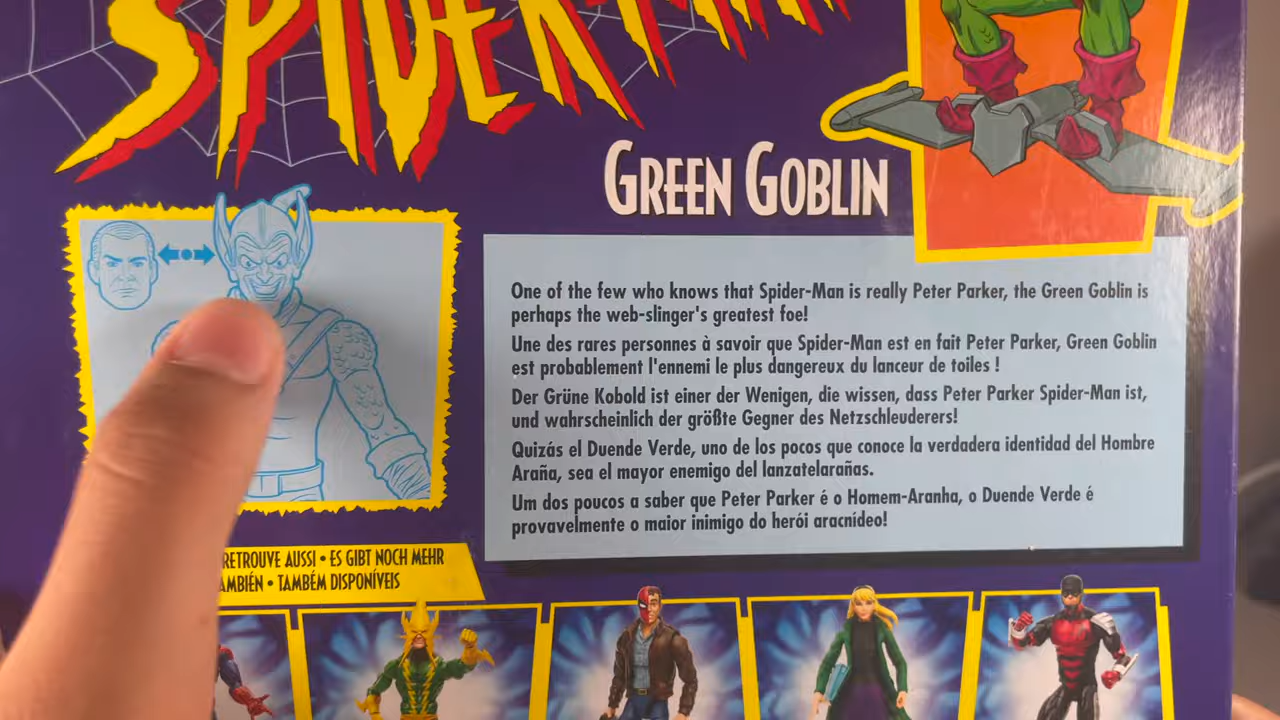 SPIDER-MAN
GREEN GOBLIN
One of the few who knows that Spider-Man is really Peter Parker, the Green Goblin is
perhaps the web-slinger's greatest foe!
Une des rares personnes à savoir que Spider-Man est en fait Peter Parker, Green Goblin
est probablement l'ennemi le plus dangereux du lanceur de toiles !
Der Grüne Kobold ist einer der Wenigen, die wissen, dass Peter Parker Spider-Man ist,
und wahrscheinlich der größte Gegner des Netzschleuderers!
Quizás el Duende Verde, uno de los pocos que conoce la verdadera identidad del Hombre
Araña, sea el mayor enemigo del lanzatelarañas.
Um dos poucos a saber que Peter Parker é o Homem-Aranha, o Duende Verde é
provavelmente o maior inimigo do herói aracnídeo!
RETROUVE AUSSI • ES GIBT NOCH MEHR
AMBIÉN • TAMBÉM DISPONÍVEIS